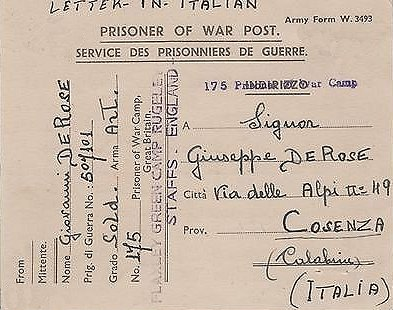 LETTER-IN-ITALIAN
Army Form W. 3493
PRISONER OF WAR POST.
SERVICE DES PRISONNIERS DE GUERRE.
175 Prisoner of War Camp
INDIRIZZO
A Signor
Giuseppe DEROSE
Città Via delle Alpi n° 49
Prov. COSENZA
(Calabria)
(ITALIA)
From
Mittente.
Nome Giovanni DEROSE
Prig. di Guerra No.: 507101
Grado Sold. Arma Art.
No. 175 Prisoner of War Camp,
Great Britain.
FLAXLEY GREEN CAMP RUGELEY
STAFFS. ENGLAND